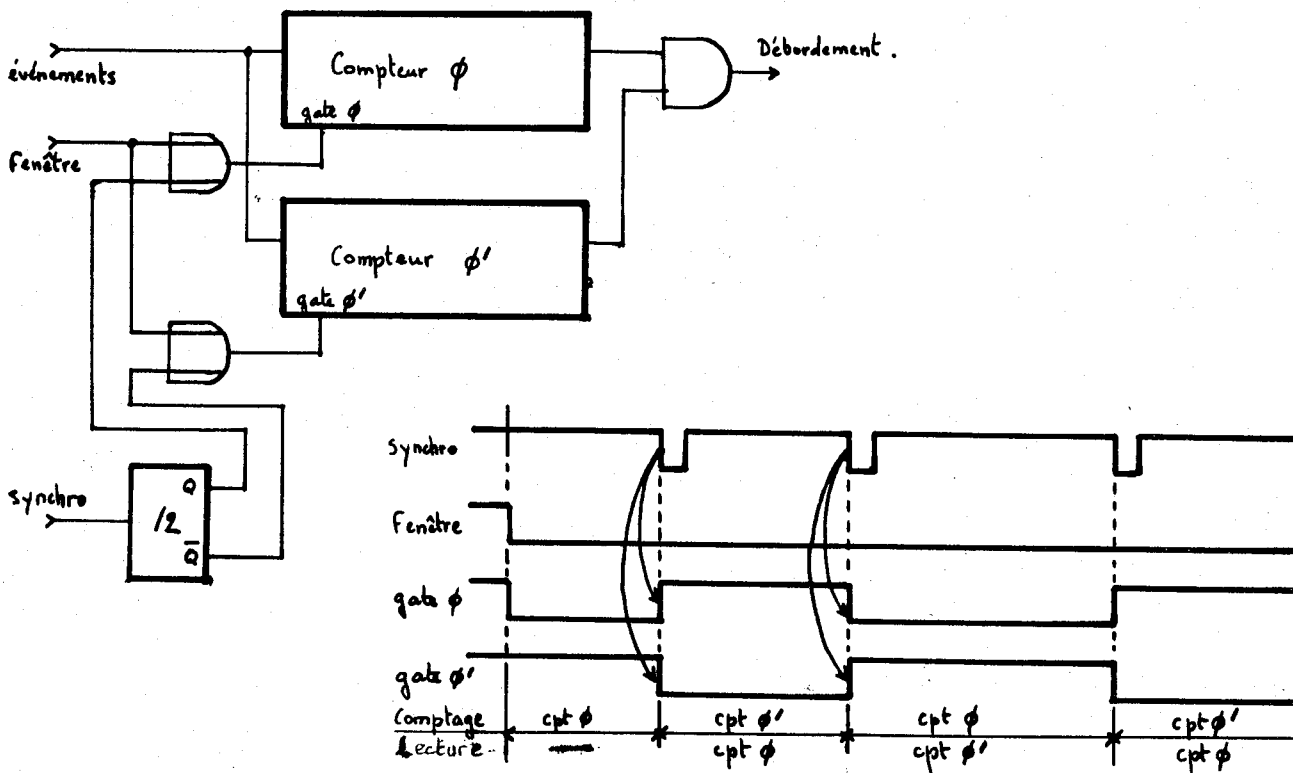 événements
Compteur ϕ
gate ϕ
Débordement.
Fenêtre
Compteur ϕ'
gate ϕ'
synchro
/2
Q
Q̅
synchro
Fenêtre
gate ϕ
gate ϕ'
Comptage
cpt ϕ
cpt ϕ'
cpt ϕ
cpt ϕ'
Lecture
cpt ϕ
cpt ϕ'
cpt ϕ